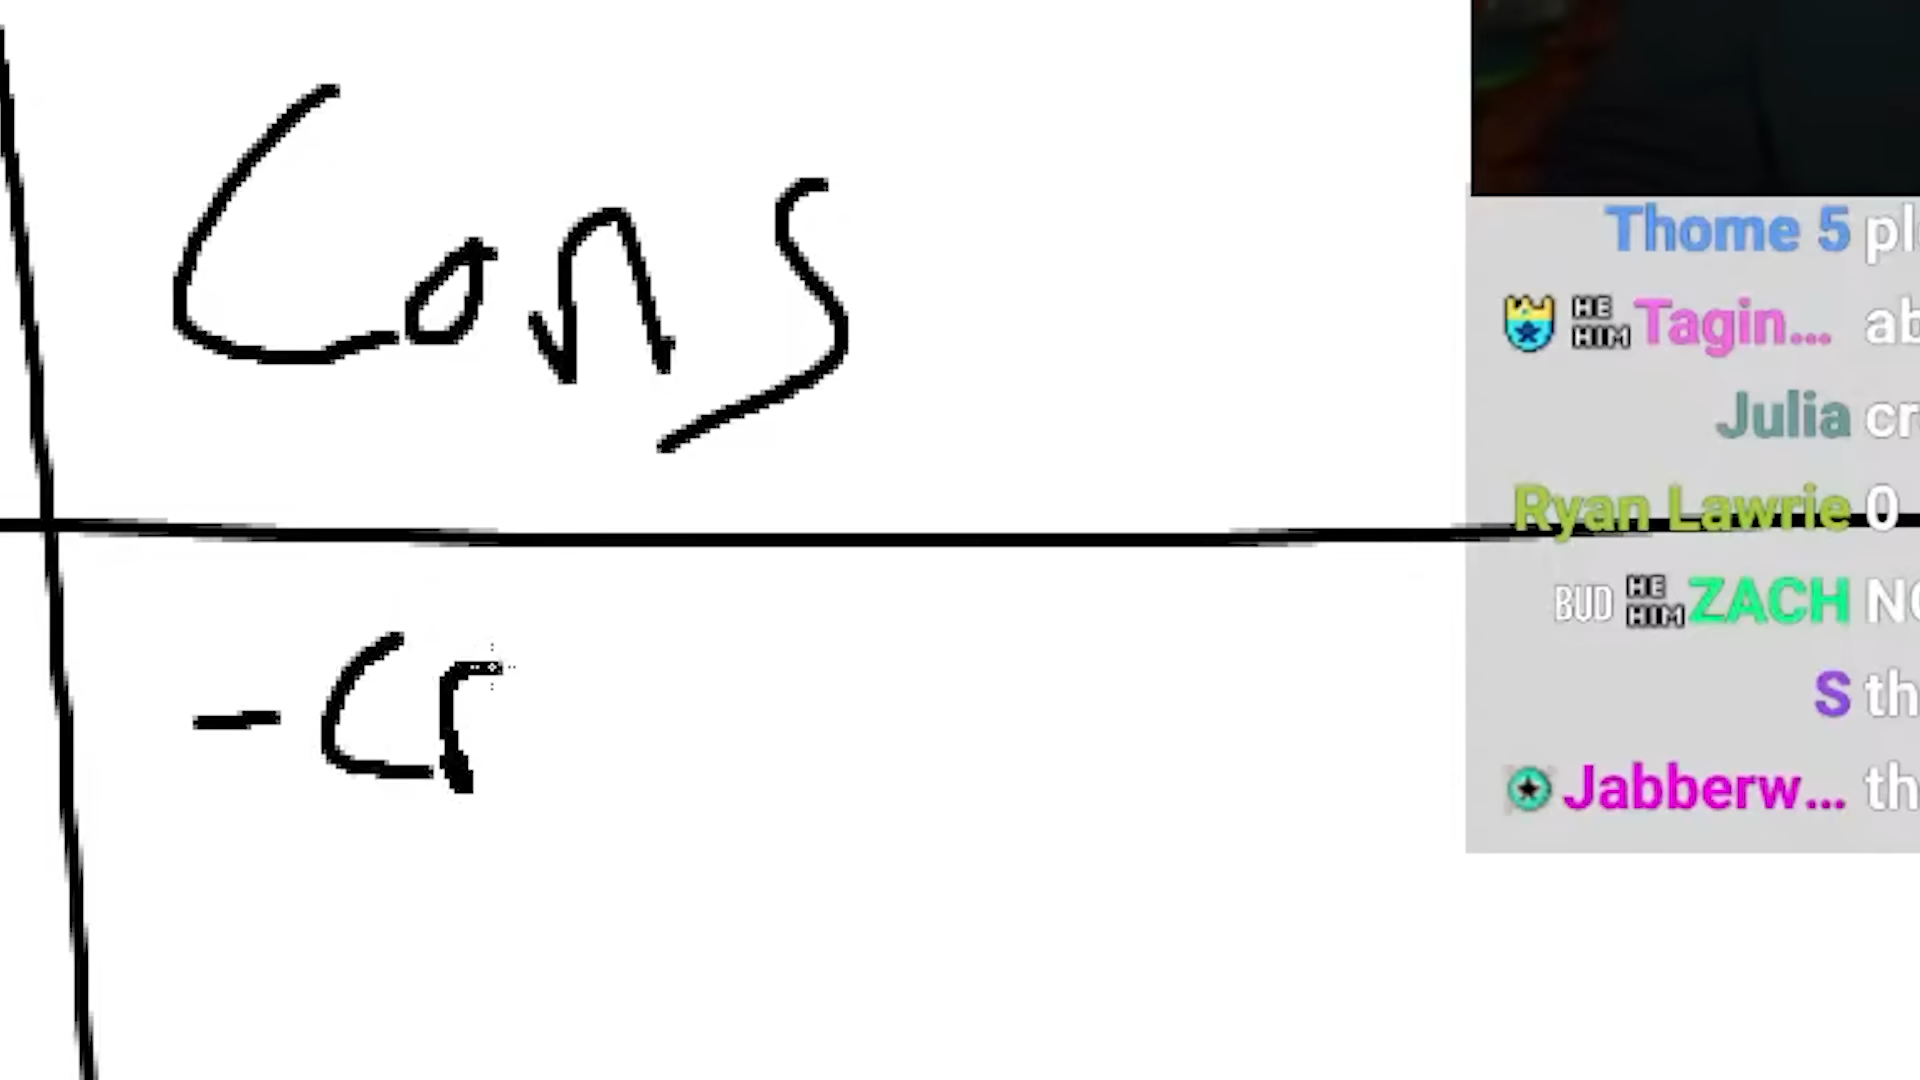 Cons
- Cr
Thome 5 pl
HE HIM Tagin... ab
Julia cr
Ryan Lawrie 0
BUD HE HIM ZACH NO
S th
Jabberw... th